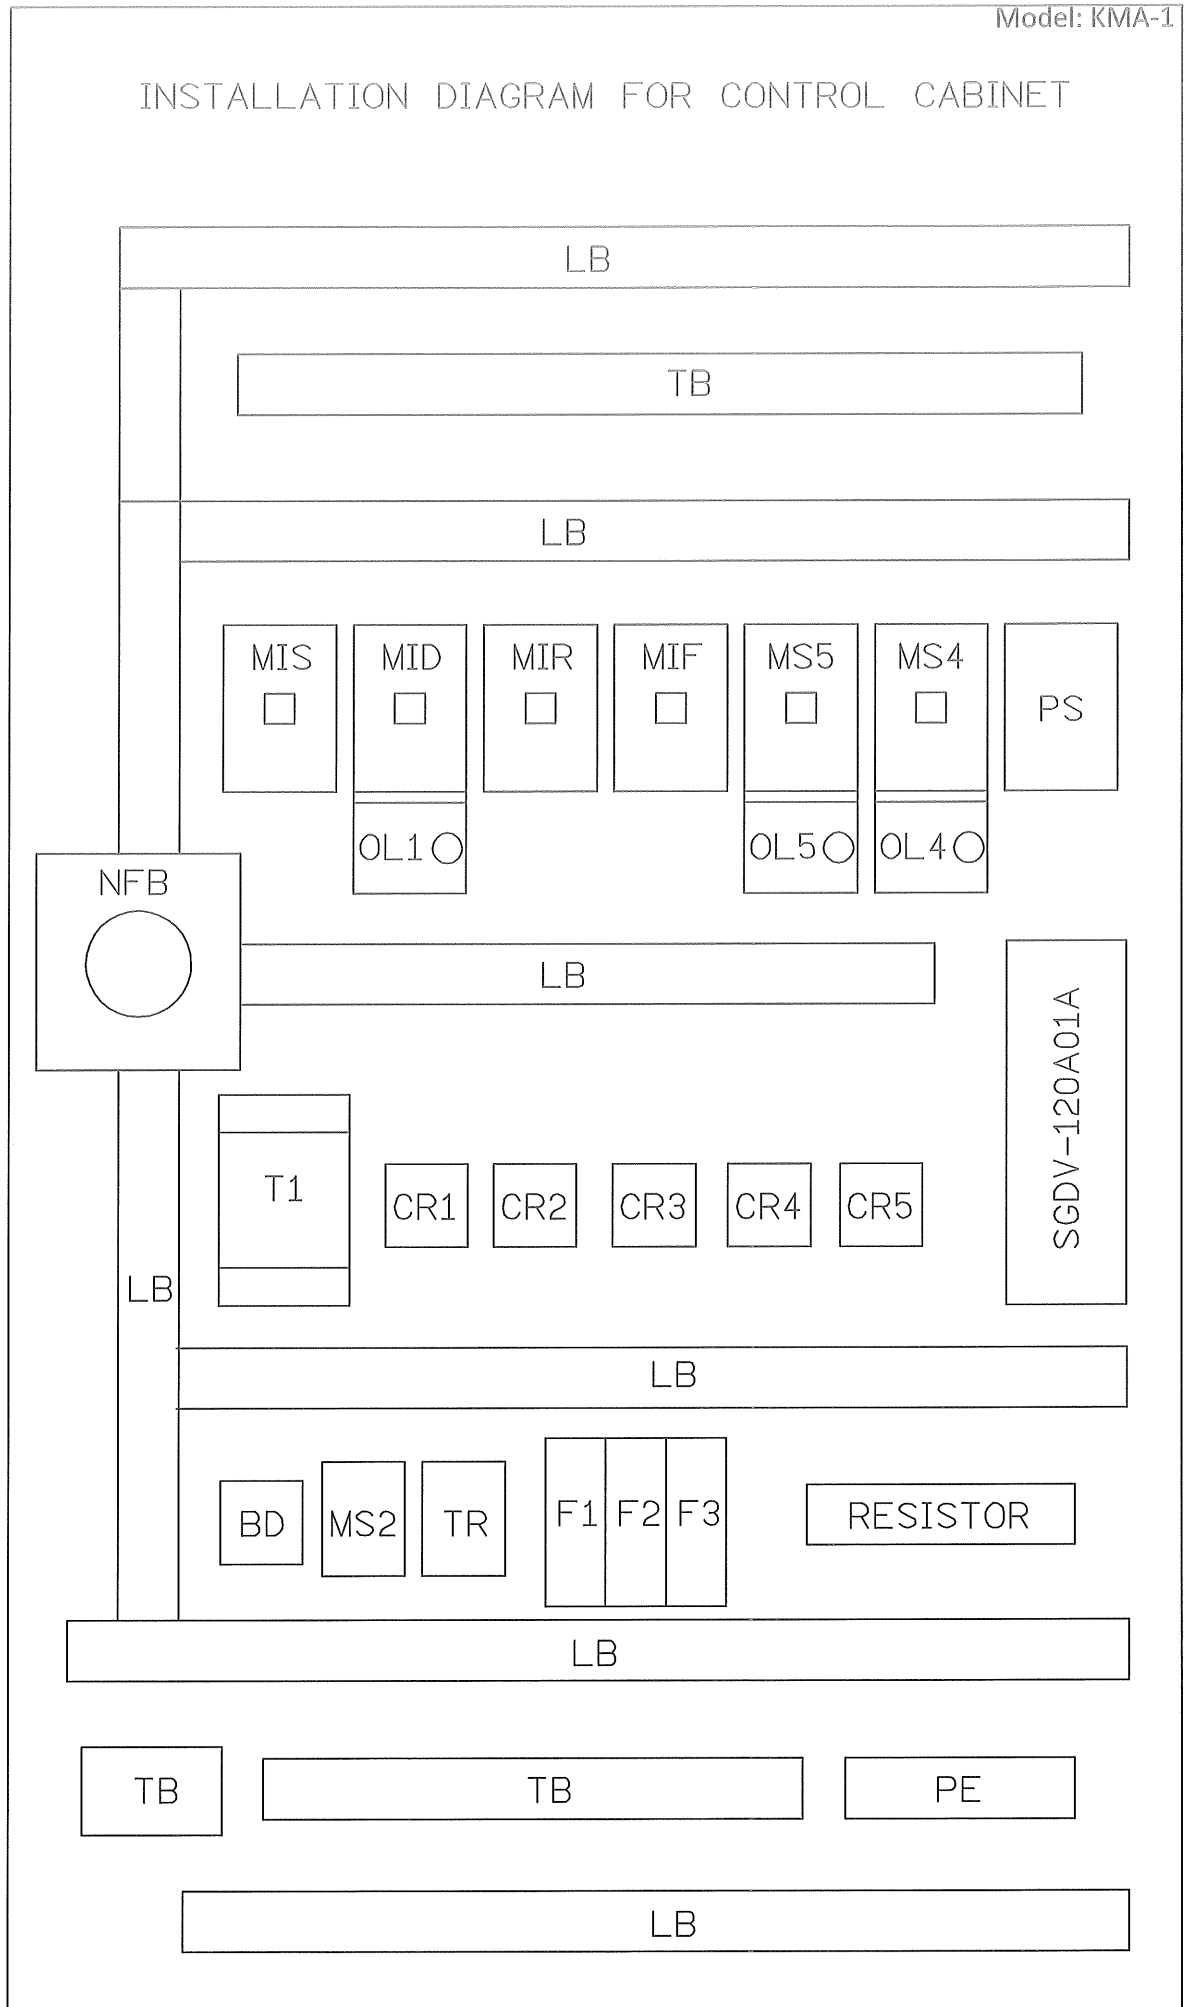 Model: KMA-1
INSTALLATION DIAGRAM FOR CONTROL CABINET
LB
TB
LB
MIS MID MIR MIF MS5 MS4 PS
OL1 OL5 OL4
NFB
LB
SGDV-120A01A
T1 CR1 CR2 CR3 CR4 CR5
LB
LB
BD MS2 TR F1 F2 F3 RESISTOR
LB
TB TB PE
LB